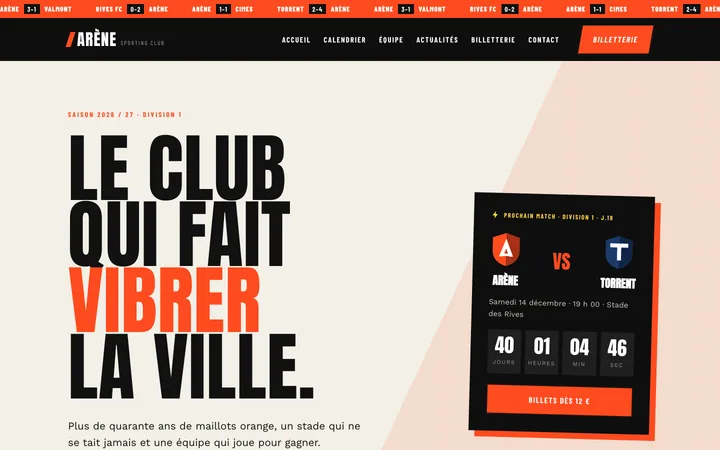 ARÈNE 3-1 VALMONT RIVES FC 0-2 ARÈNE ARÈNE 1-1 CIMES TORRENT 2-4 ARÈNE ARÈNE 3-1 VALMONT RIVES FC 0-2 ARÈNE ARÈNE 1-1 CIMES TORRENT 2-4
ARÈNE SPORTING CLUB
ACCUEIL CALENDRIER ÉQUIPE ACTUALITÉS BILLETTERIE CONTACT BILLETTERIE
SAISON 2026 / 27 · DIVISION 1
LE CLUB
QUI FAIT
VIBRER
LA VILLE.
Plus de quarante ans de maillots orange, un stade qui ne
se tait jamais et une équipe qui joue pour gagner.
PROCHAIN MATCH · DIVISION 1 · J.18
A VS T
ARÈNE TORRENT
Samedi 14 décembre · 19 h 00 · Stade
des Rives
40 01 04 46
JOURS HEURES MIN SEC
BILLETS DÈS 12 €